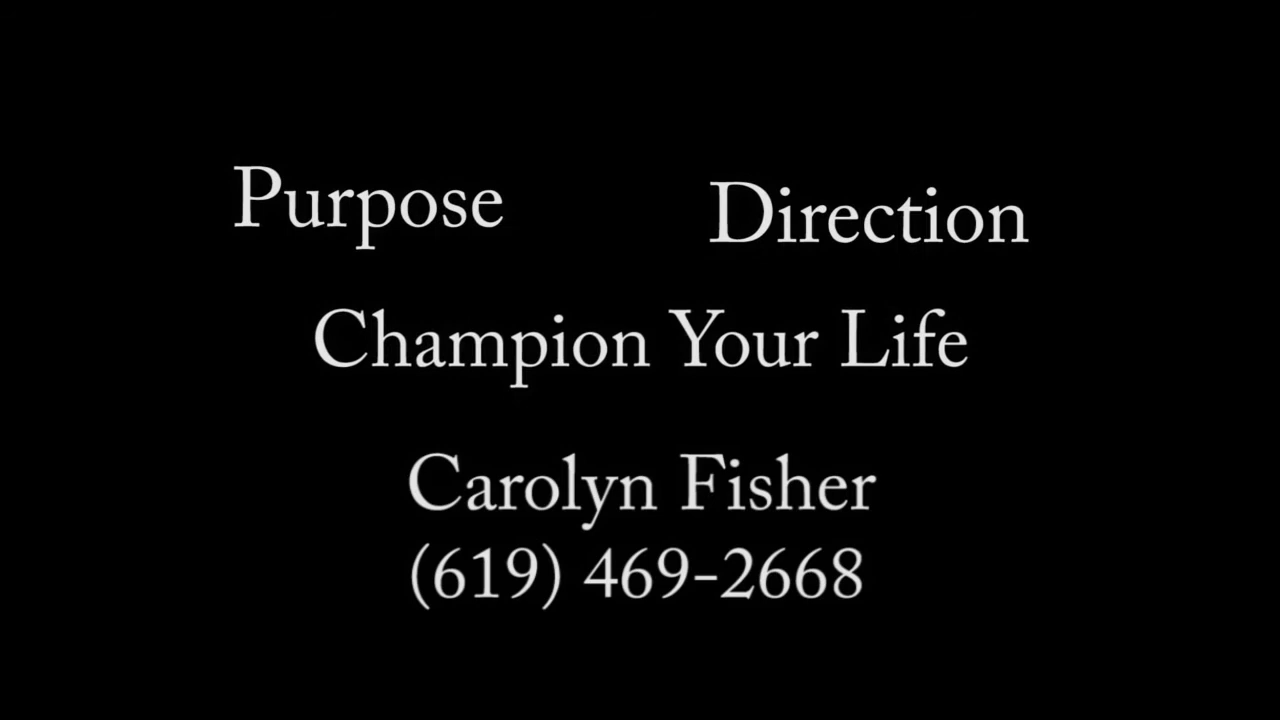 Purpose Direction
Champion Your Life
Carolyn Fisher
(619) 469-2668